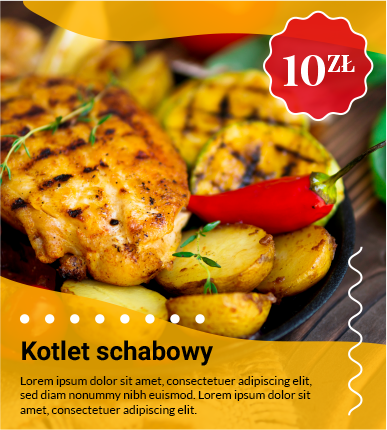 10ZŁ
Kotlet schabowy
Lorem ipsum dolor sit amet, consectetuer adipiscing elit,
sed diam nonummy nibh euismod. Lorem ipsum dolor sit
amet, consectetuer adipiscing elit.